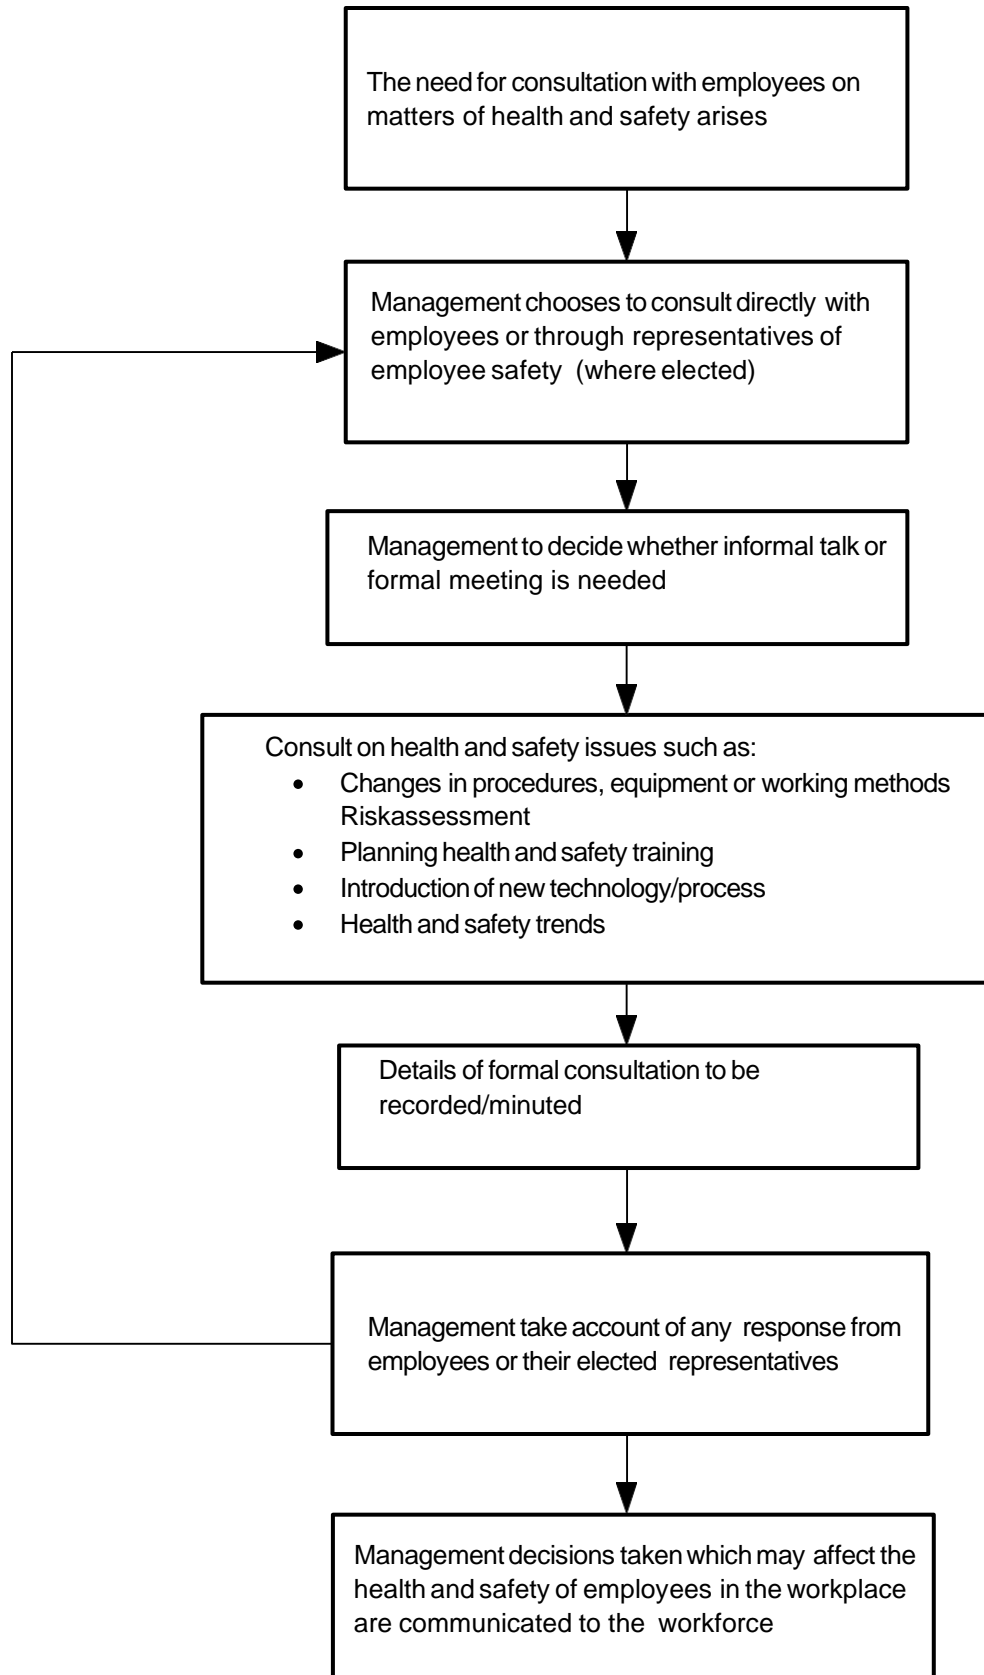 The need for consultation with employees on
matters of health and safety arises
Management chooses to consult directly with
employees or through representatives of
employee safety (where elected)
Management to decide whether informal talk or
formal meeting is needed
Consult on health and safety issues such as:
• Changes in procedures, equipment or working methods
Riskassessment
• Planning health and safety training
• Introduction of new technology/process
• Health and safety trends
Details of formal consultation to be
recorded/minuted
Management take account of any response from
employees or their elected representatives
Management decisions taken which may affect the
health and safety of employees in the workplace
are communicated to the workforce